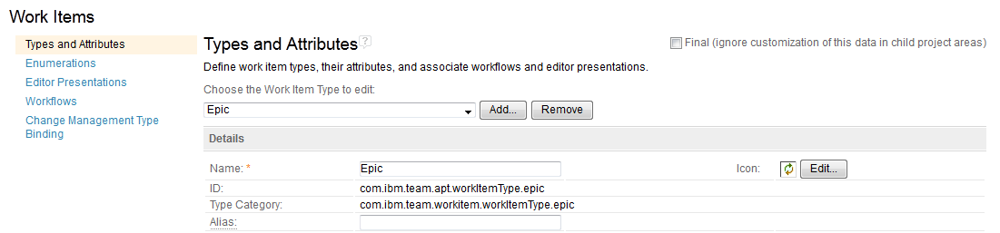 Work Items
Types and Attributes
Enumerations
Editor Presentations
Workflows
Change Management Type
Binding
Types and Attributes ?
Final (ignore customization of this data in child project areas)
Define work item types, their attributes, and associate workflows and editor presentations.
Choose the Work Item Type to edit:
Epic Add... Remove
Details
Name: * Epic Icon: Edit...
ID: com.ibm.team.apt.workItemType.epic
Type Category: com.ibm.team.workitem.workItemType.epic
Alias: